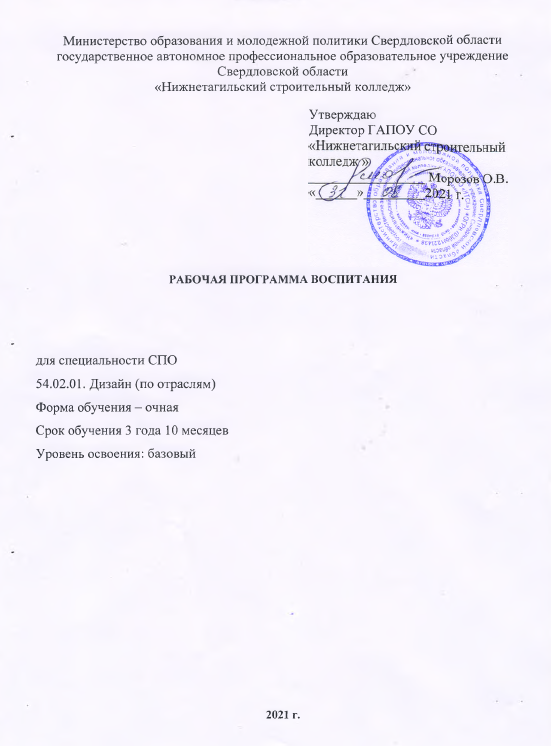 Министерство образования и молодежной политики Свердловской области
государственное автономное профессиональное образовательное учреждение
Свердловской области
«Нижнетагильский строительный колледж»
Утверждаю
Директор ГАПОУ СО
«Нижнетагильский строительный
колледж»
Морозов О.В.
« » 2021 г.
РАБОЧАЯ ПРОГРАММА ВОСПИТАНИЯ
для специальности СПО
54.02.01. Дизайн (по отраслям)
Форма обучения – очная
Срок обучения 3 года 10 месяцев
Уровень освоения: базовый
2021 г.